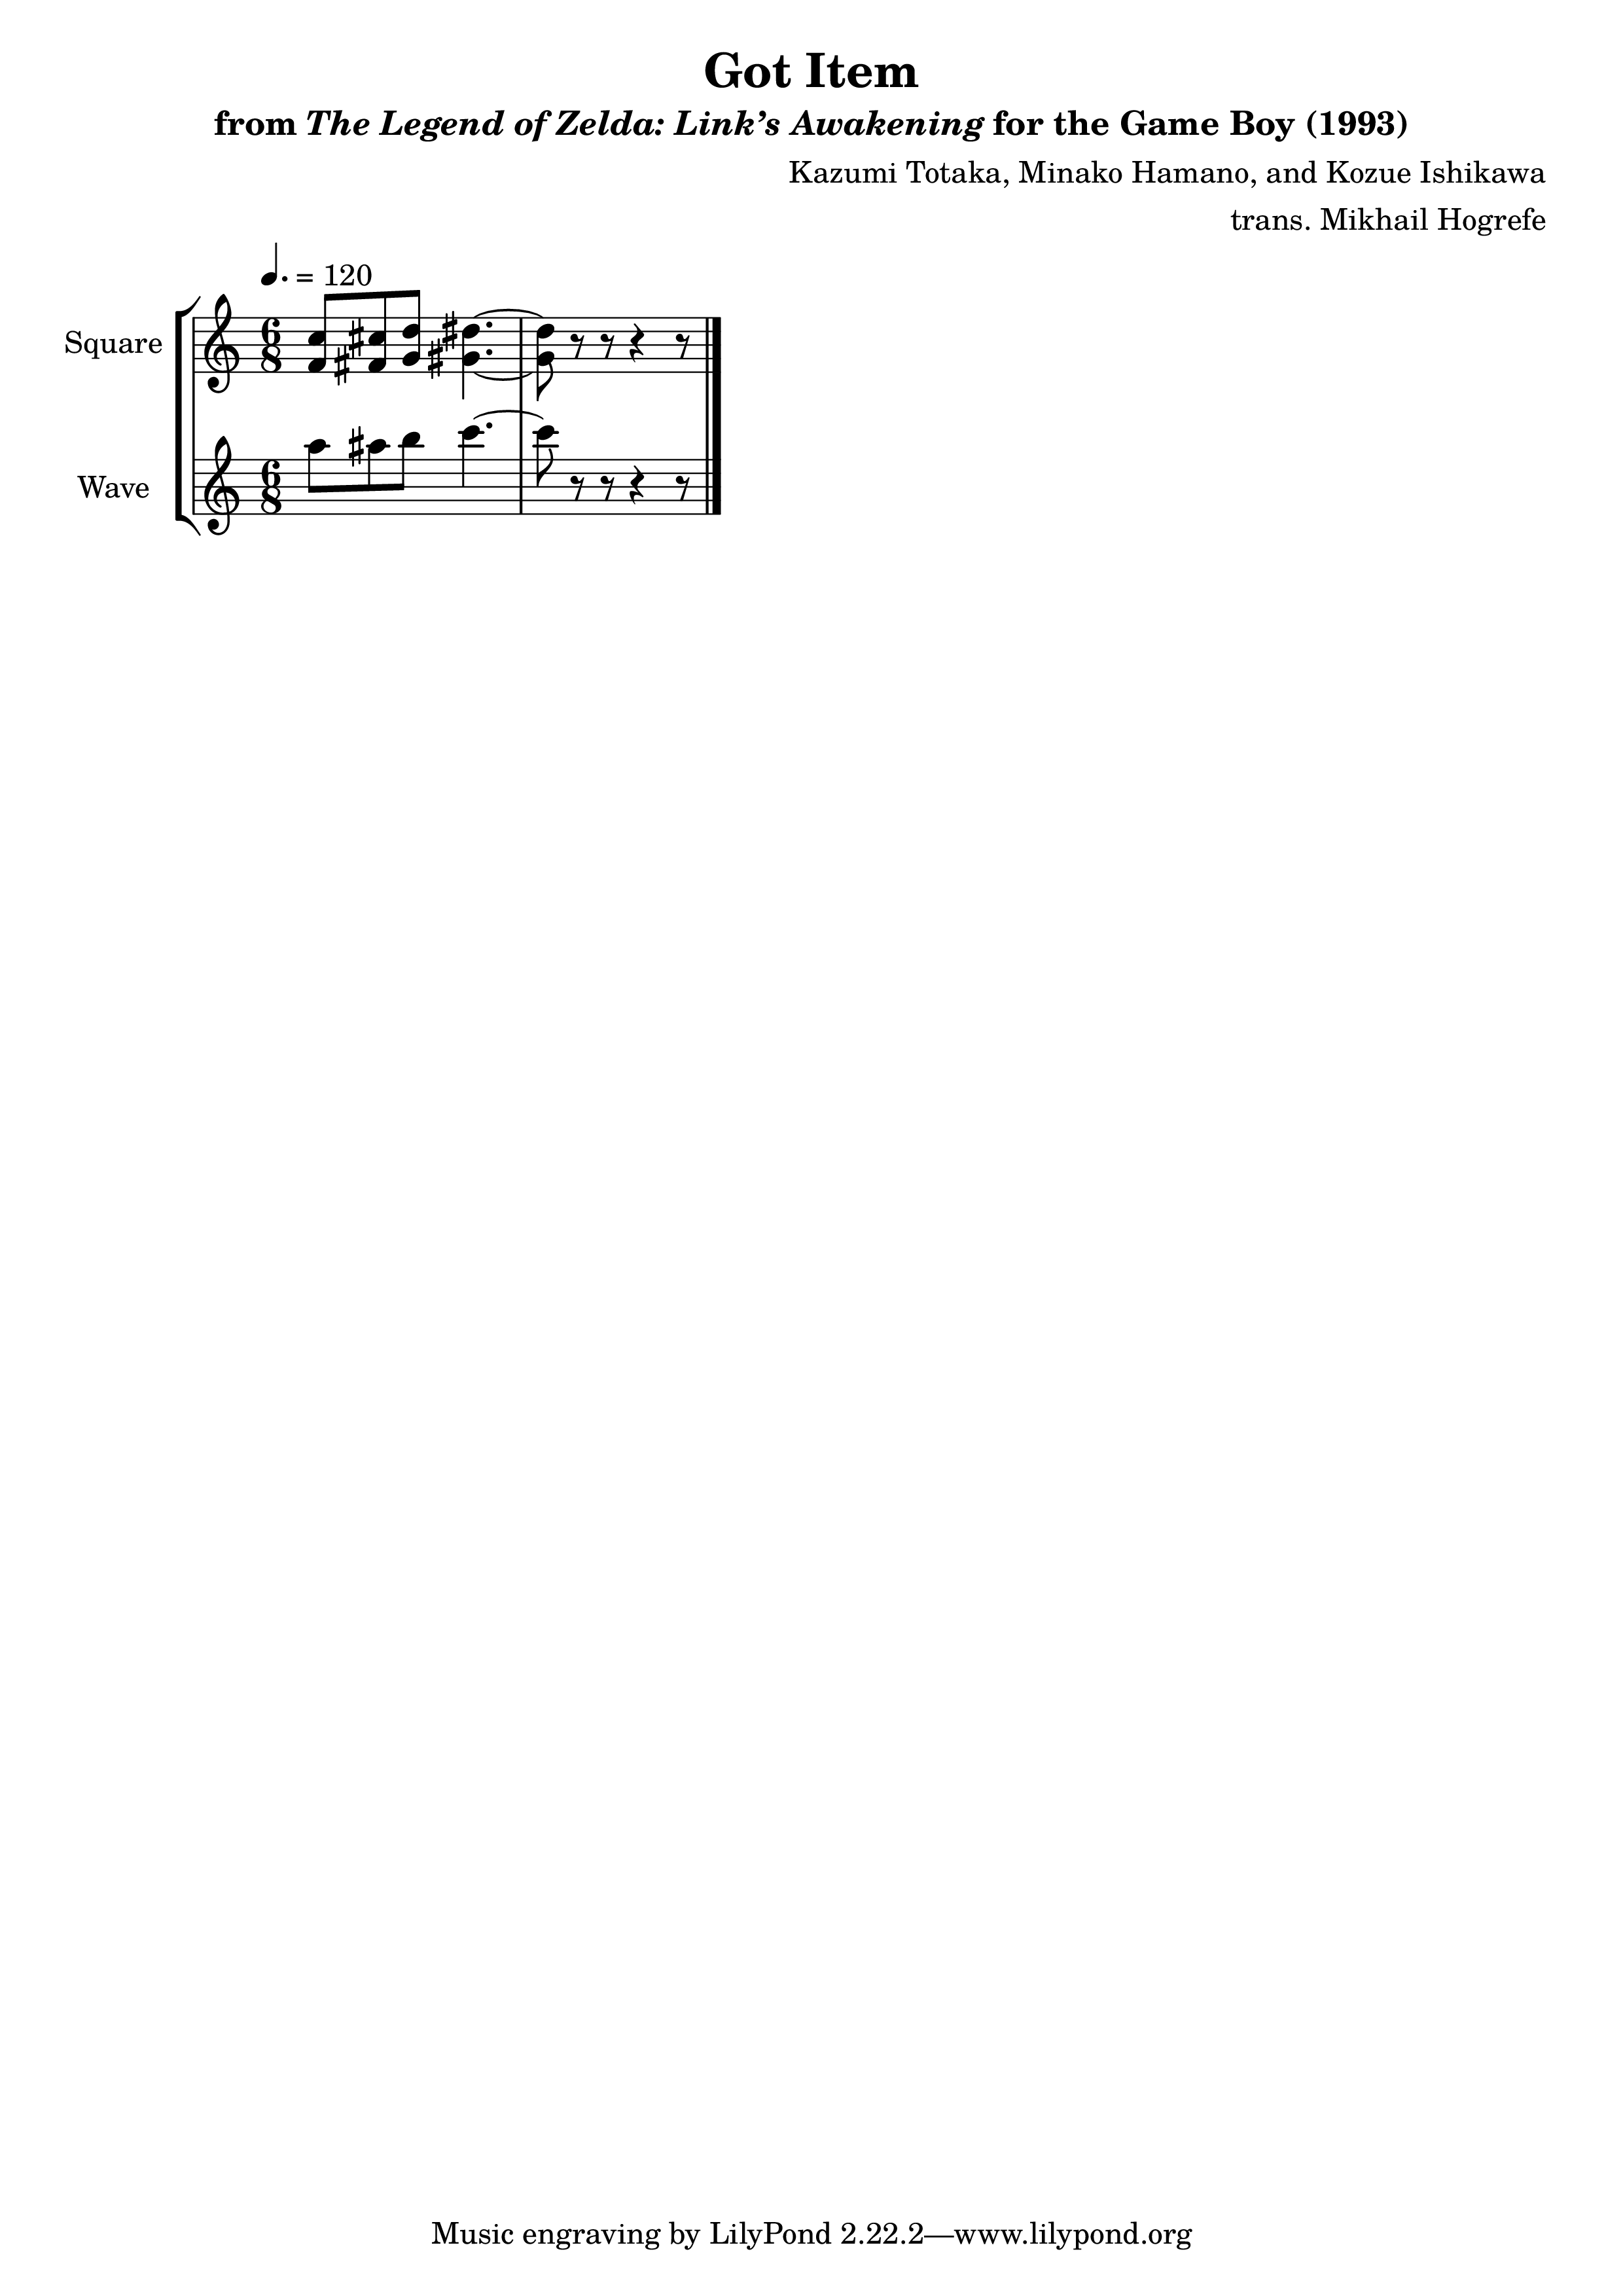 Got Item
from The Legend of Zelda: Link’s Awakening for the Game Boy (1993)
Kazumi Totaka, Minako Hamano, and Kozue Ishikawa
trans. Mikhail Hogrefe
♩. = 120
Square
6
8
Wave
6
8
Music engraving by LilyPond 2.22.2—www.lilypond.org